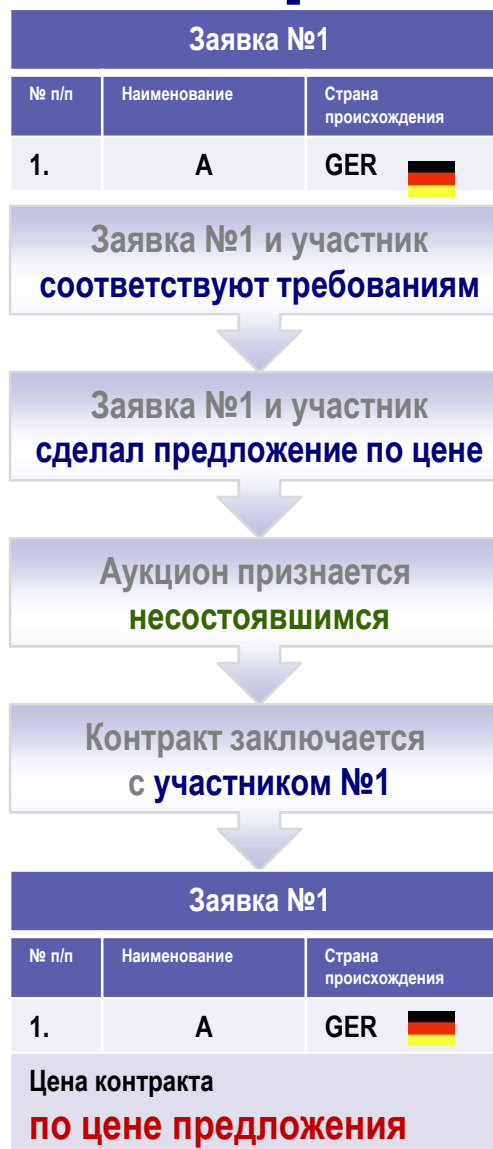 Заявка №1
№ п/п Наименование Страна
происхождения
1. А GER
Заявка №1 и участник
соответствуют требованиям
Заявка №1 и участник
сделал предложение по цене
Аукцион признается
несостоявшимся
Контракт заключается
с участником №1
Заявка №1
№ п/п Наименование Страна
происхождения
1. А GER
Цена контракта
по цене предложения